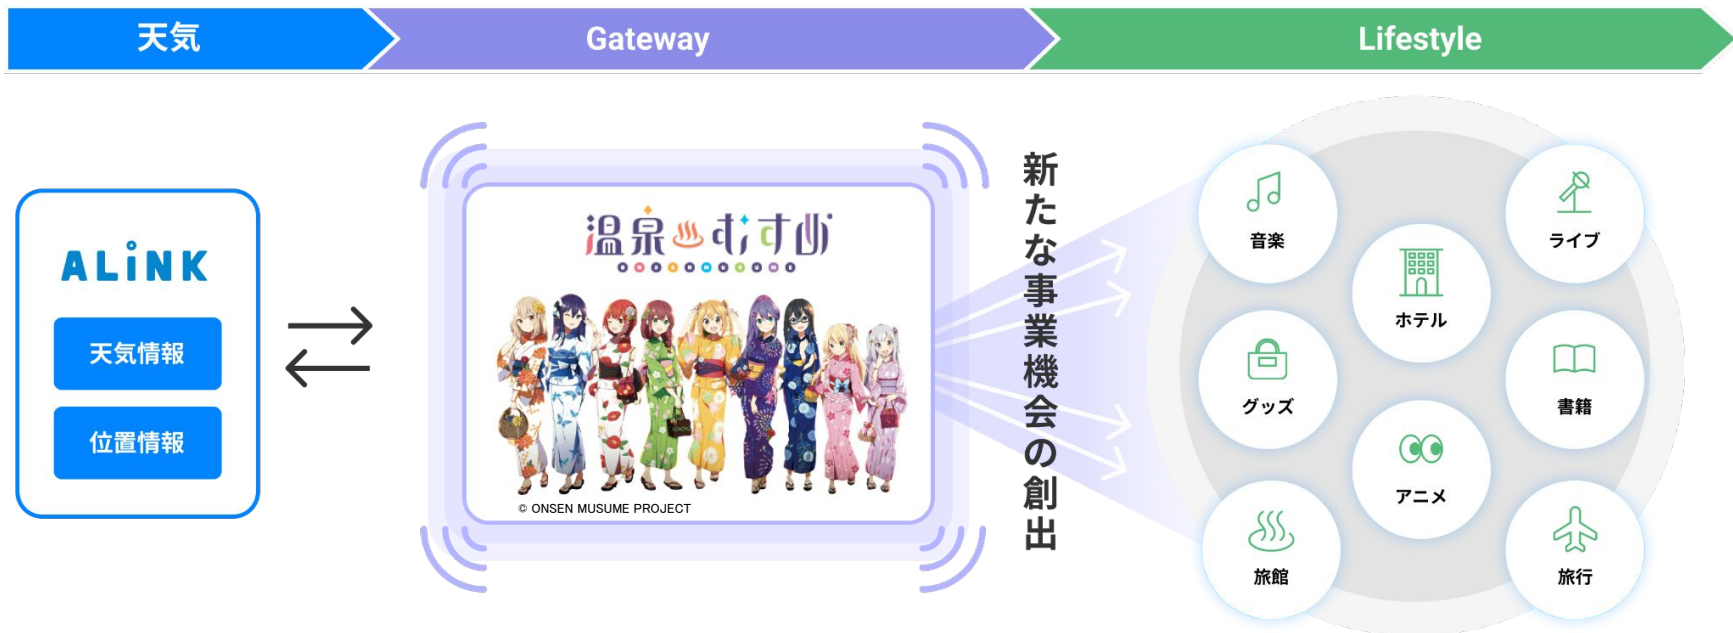 天気
Gateway
Lifestyle
ALiNK
天気情報
位置情報
温泉むすめ
ONSENMUSUME
© ONSEN MUSUME PROJECT
新たな事業機会の創出
音楽
ライブ
ホテル
グッズ
書籍
アニメ
旅館
旅行